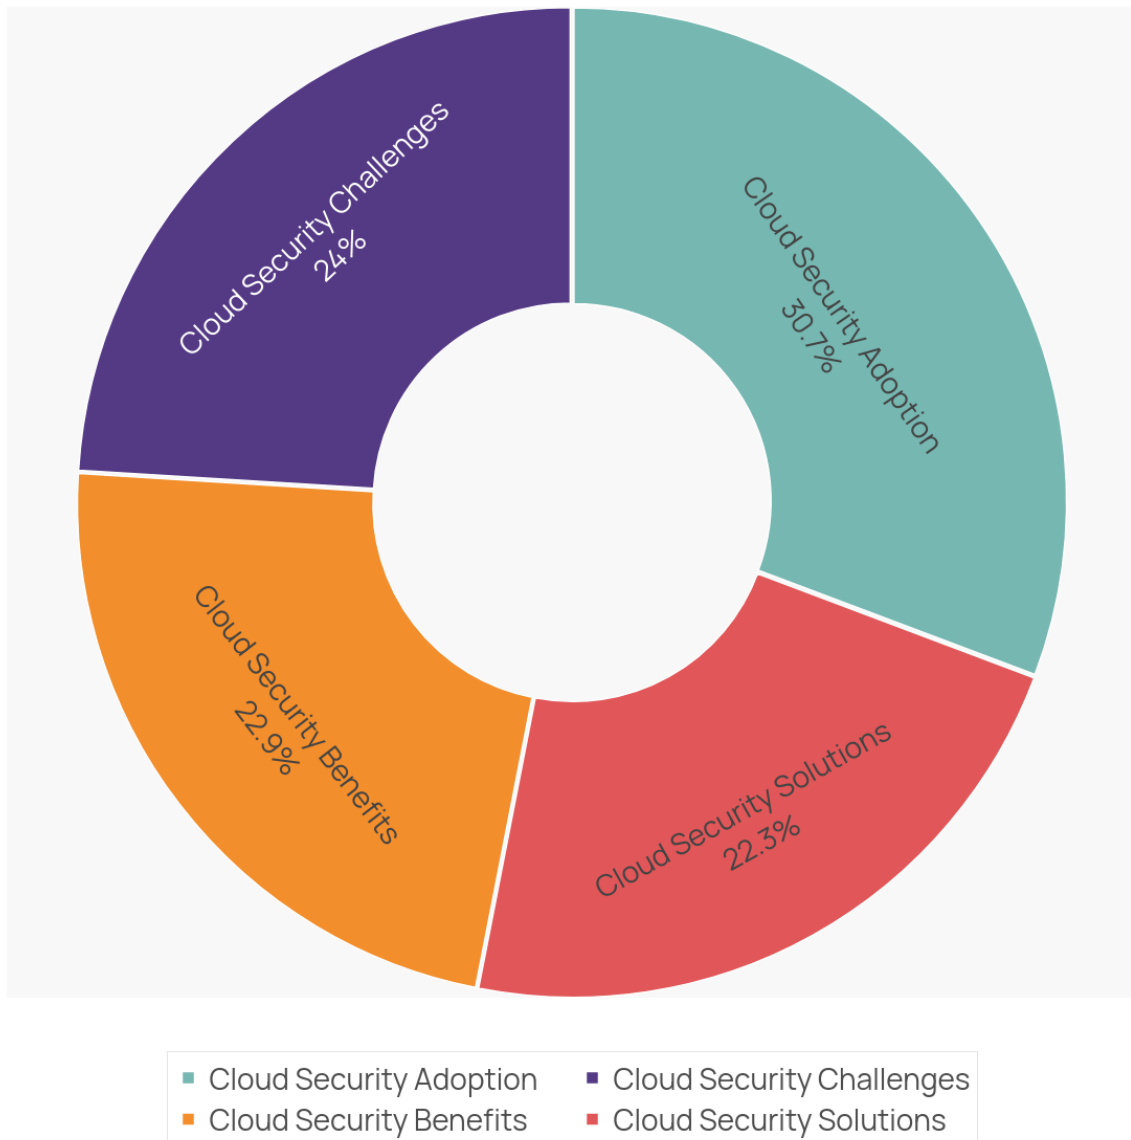 Cloud Security Challenges
24%
Cloud Security Adoption
30.7%
Cloud Security Benefits
22.9%
Cloud Security Solutions
22.3%
Cloud Security Adoption
Cloud Security Challenges
Cloud Security Benefits
Cloud Security Solutions